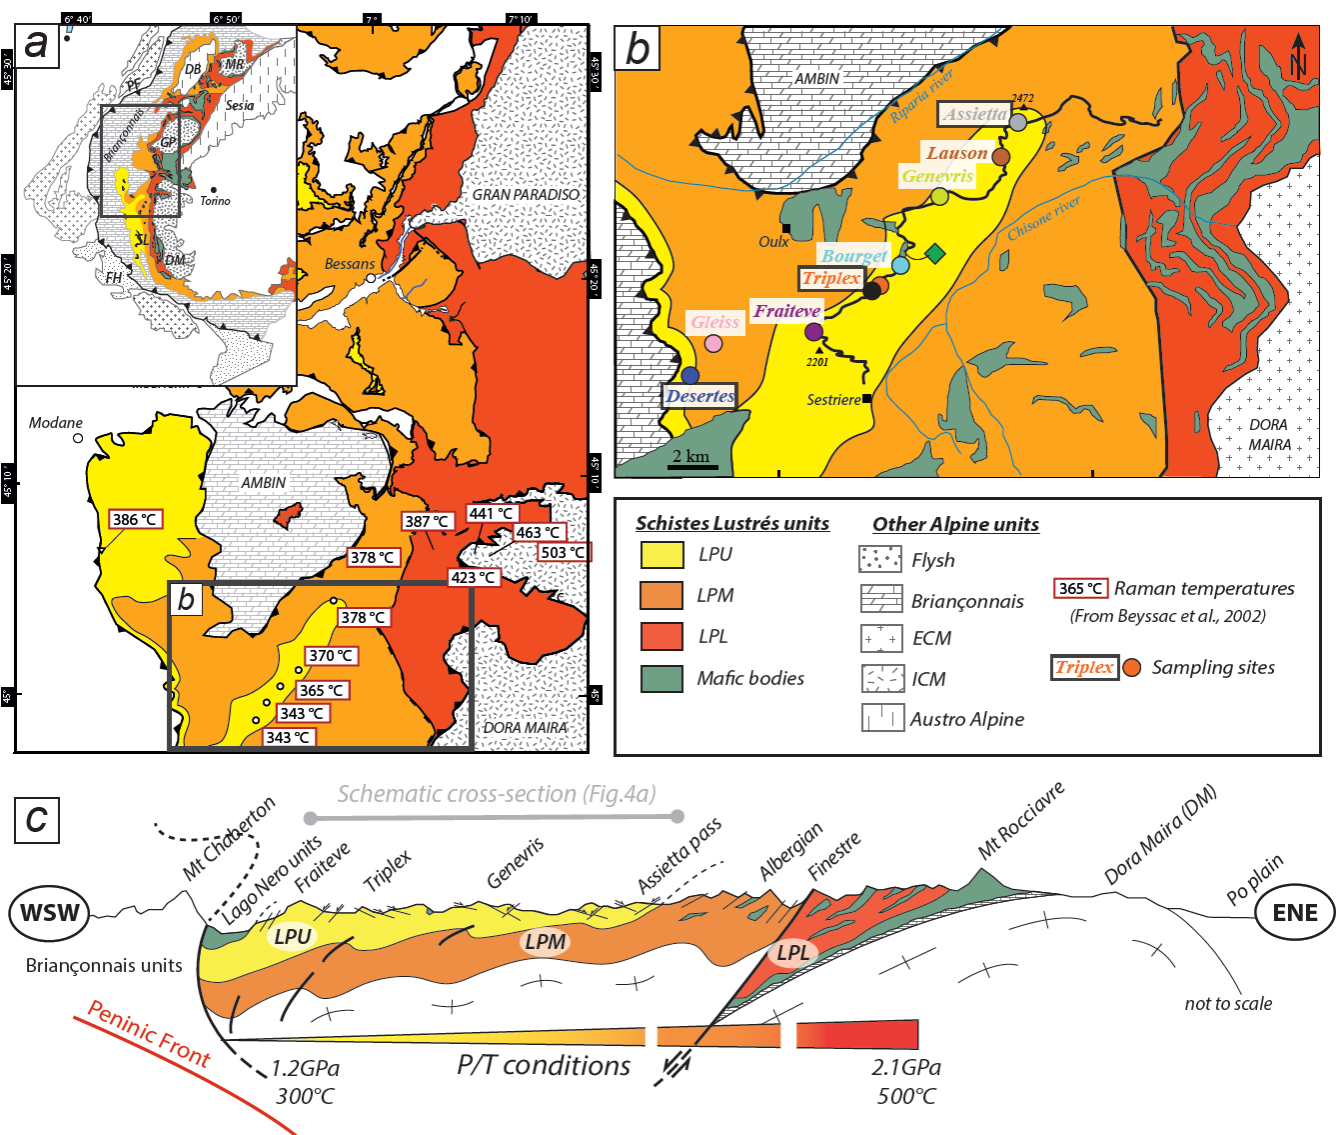 6° 40'
6° 50'
7 °
7° 10'
a
45° 30 '
45°30'
DB
MR
PF
Sesia
Briançonnais
GP
Torino
SL
DM
FH
GRAN PARADISO
Bessans
45° 20 '
45°20'
Modane
AMBIN
45° 10 '
45°10'
386 °C
387 °C
441 °C
463 °C
503 °C
378 °C
423 °C
b
378 °C
370 °C
365 °C
343 °C
343 °C
45°
45°
DORA MAIRA
b
AMBIN
Riparia river
2472
N
Assietta
Lauson
Genevris
Chisone river
Oulx
Bourget
Triplex
Fraiteve
Gleiss
2201
Desertes
Sestriere
2 km
DORA
MAIRA
Schistes Lustrés units
LPU
LPM
LPL
Mafic bodies
Other Alpine units
Flysh
Briançonnais
ECM
ICM
Austro Alpine
365 °C Raman temperatures
(From Beyssac et al., 2002)
Triplex Sampling sites
c
Schematic cross-section (Fig.4a)
Mt Chaberton
Lago Nero units
Fraiteve
Triplex
Genevris
Assietta pass
Albergian
Finestre
Mt Rocciavre
Dora Maira (DM)
Po plain
WSW
ENE
LPU
LPM
LPL
Briançonnais units
not to scale
Peninic Front
P/T conditions
1.2GPa
300°C
2.1GPa
500°C